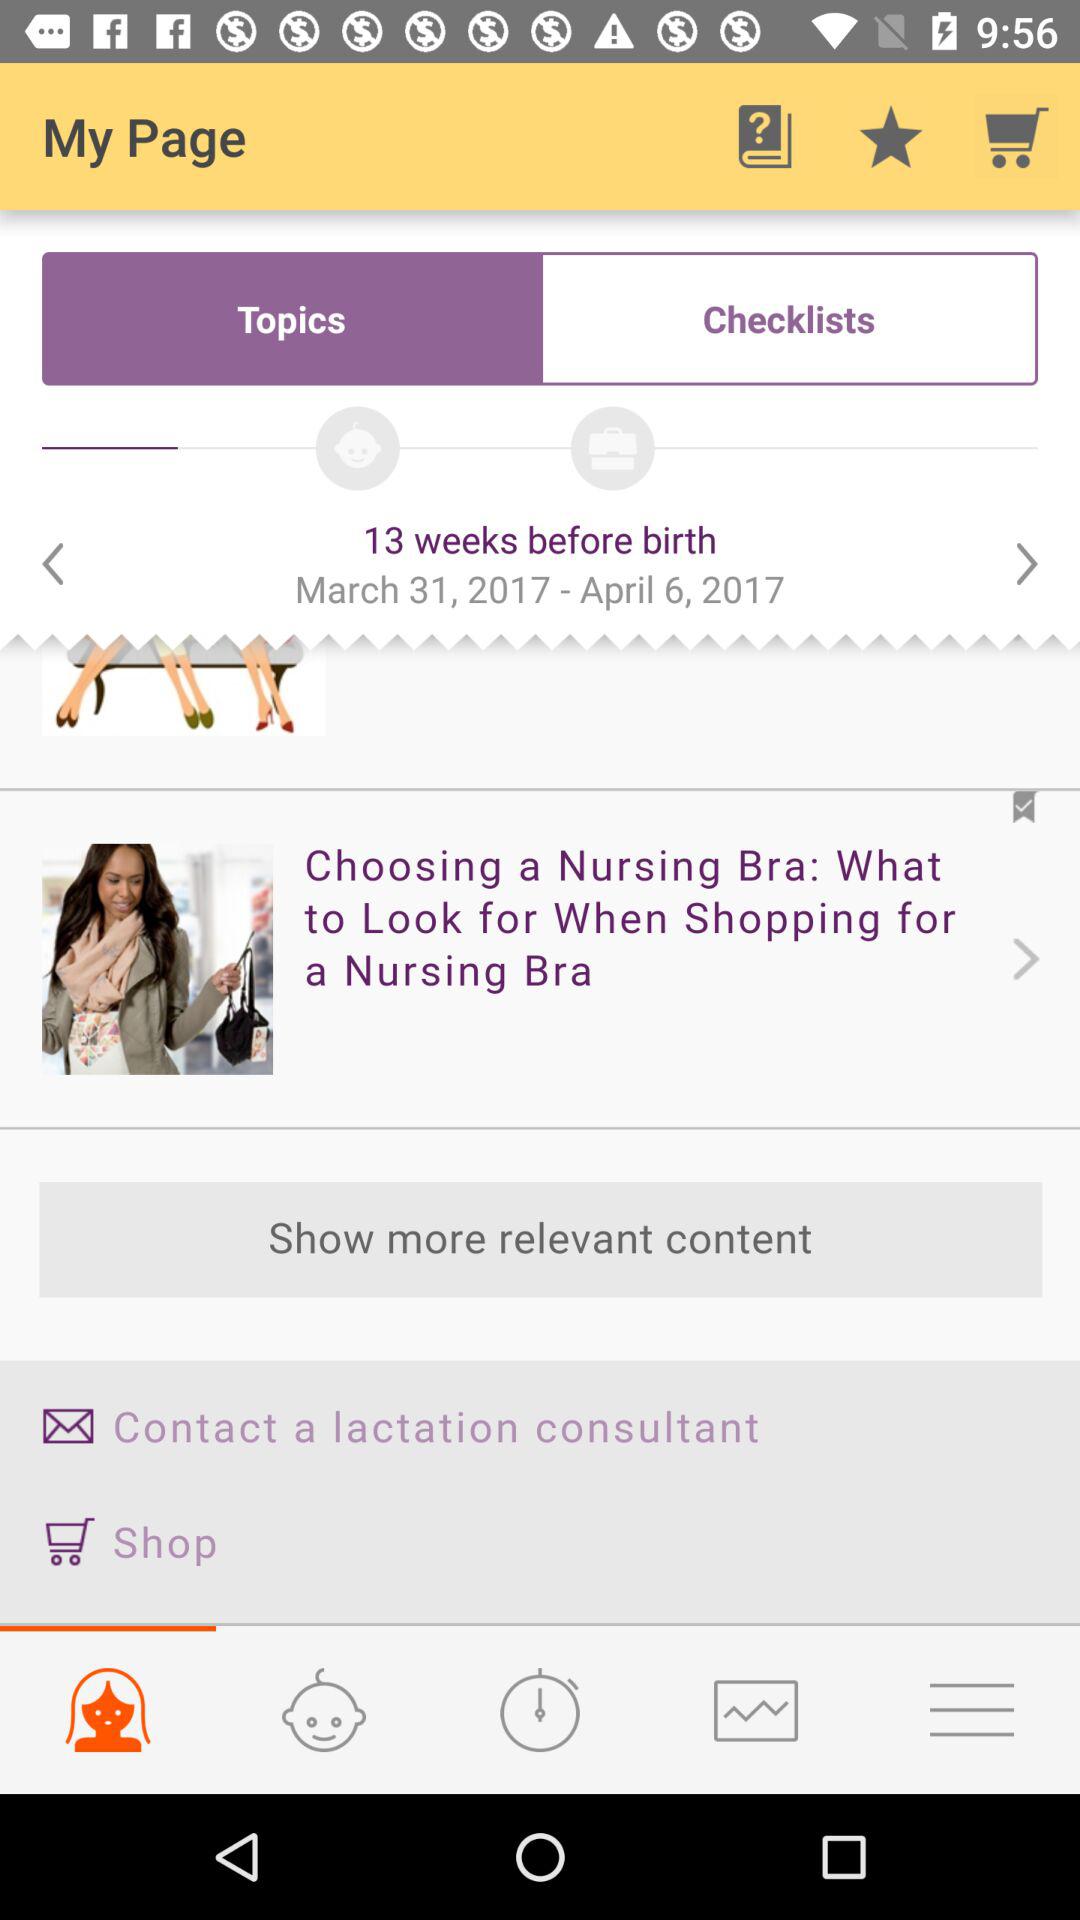 9:56
My Page
Topics
Checklists
13 weeks before birth
March 31, 2017 - April 6, 2017
Choosing a Nursing Bra: What
to Look for When Shopping for
a Nursing Bra
Show more relevant content
Contact a lactation consultant
Shop